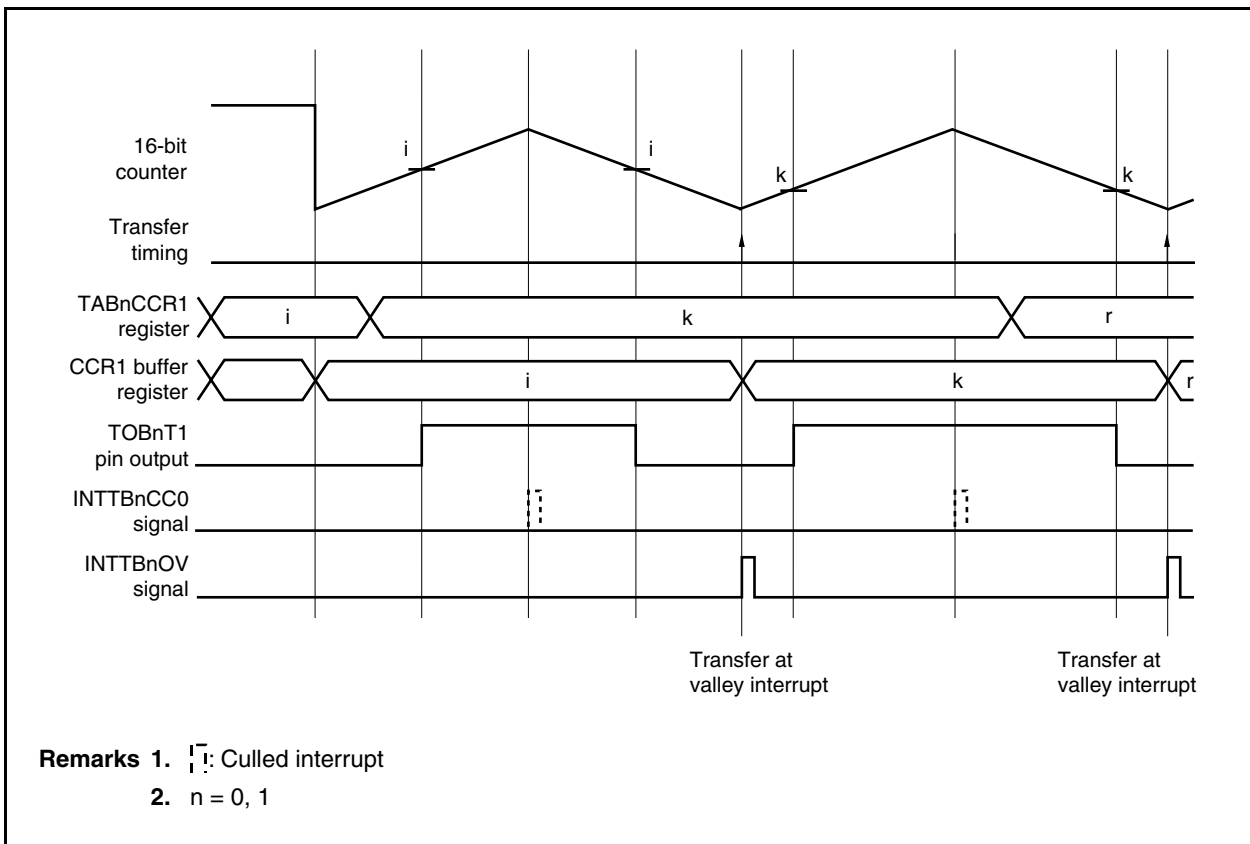 i
i
16-bit
counter
k
k
Transfer
timing
TABnCCR1
register
i
k
r
CCR1 buffer
register
i
k
r
TOBnT1
pin output
INTTBnCC0
signal
INTTBnOV
signal
Transfer at
valley interrupt
Transfer at
valley interrupt
Remarks 1. : Culled interrupt
2. n = 0, 1